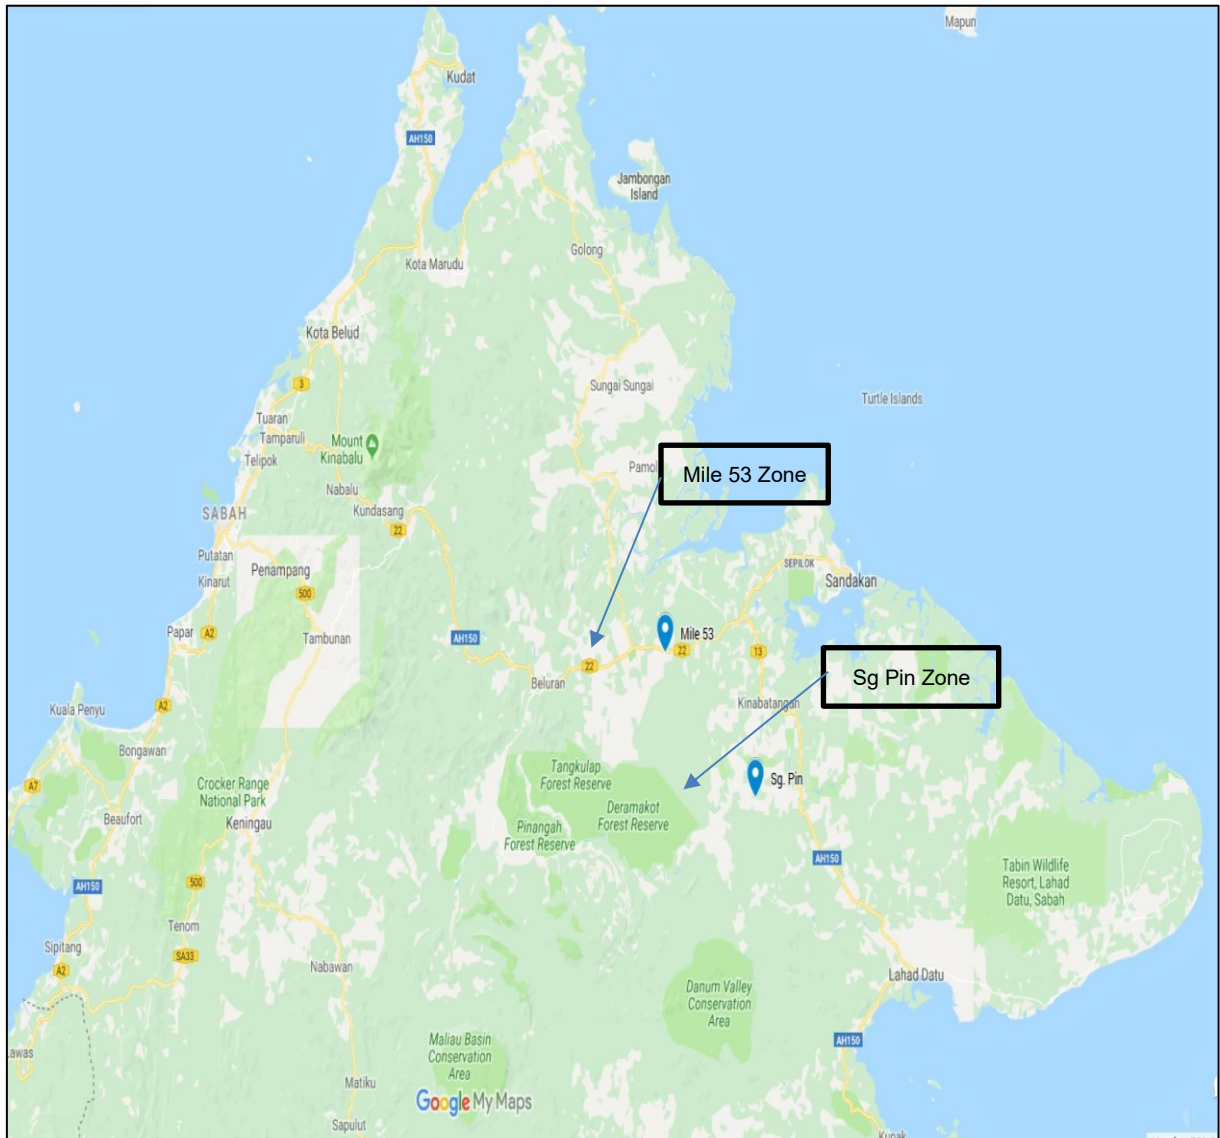 Mapun
Kudat
AH150
Jambongan
Island
Golong
Kota Marudu
Kota Belud
3
Sungai Sungai
Turtle Islands
Tuaran
Tamparuli
Telipok
Mount
Kinabalu
Nabalu
Kundasang
Mile 53 Zone
SABAH
22
Putatan
Kinarut
Penampang
500
SEPILOK
Sandakan
Papar
A2
Tambunan
AH150
Mile 53
22
22
13
Beluran
Sg Pin Zone
Kinabatangan
Kuala Penyu
A2
Bongawan
A7
Beaufort
Crocker Range
National Park
Keningau
Tangkulap
Forest Reserve
Deramakot
Forest Reserve
Pinangah
Forest Reserve
Sg. Pin
AH150
AH150
500
Tenom
SA33
Tabin Wildlife
Resort, Lahad
Datu, Sabah
Sipitang
A2
Nabawan
Lahad Datu
Danum Valley
Conservation
Area
AH150
Maliau Basin
Conservation
Area
Matiku
Google My Maps
Sapulut